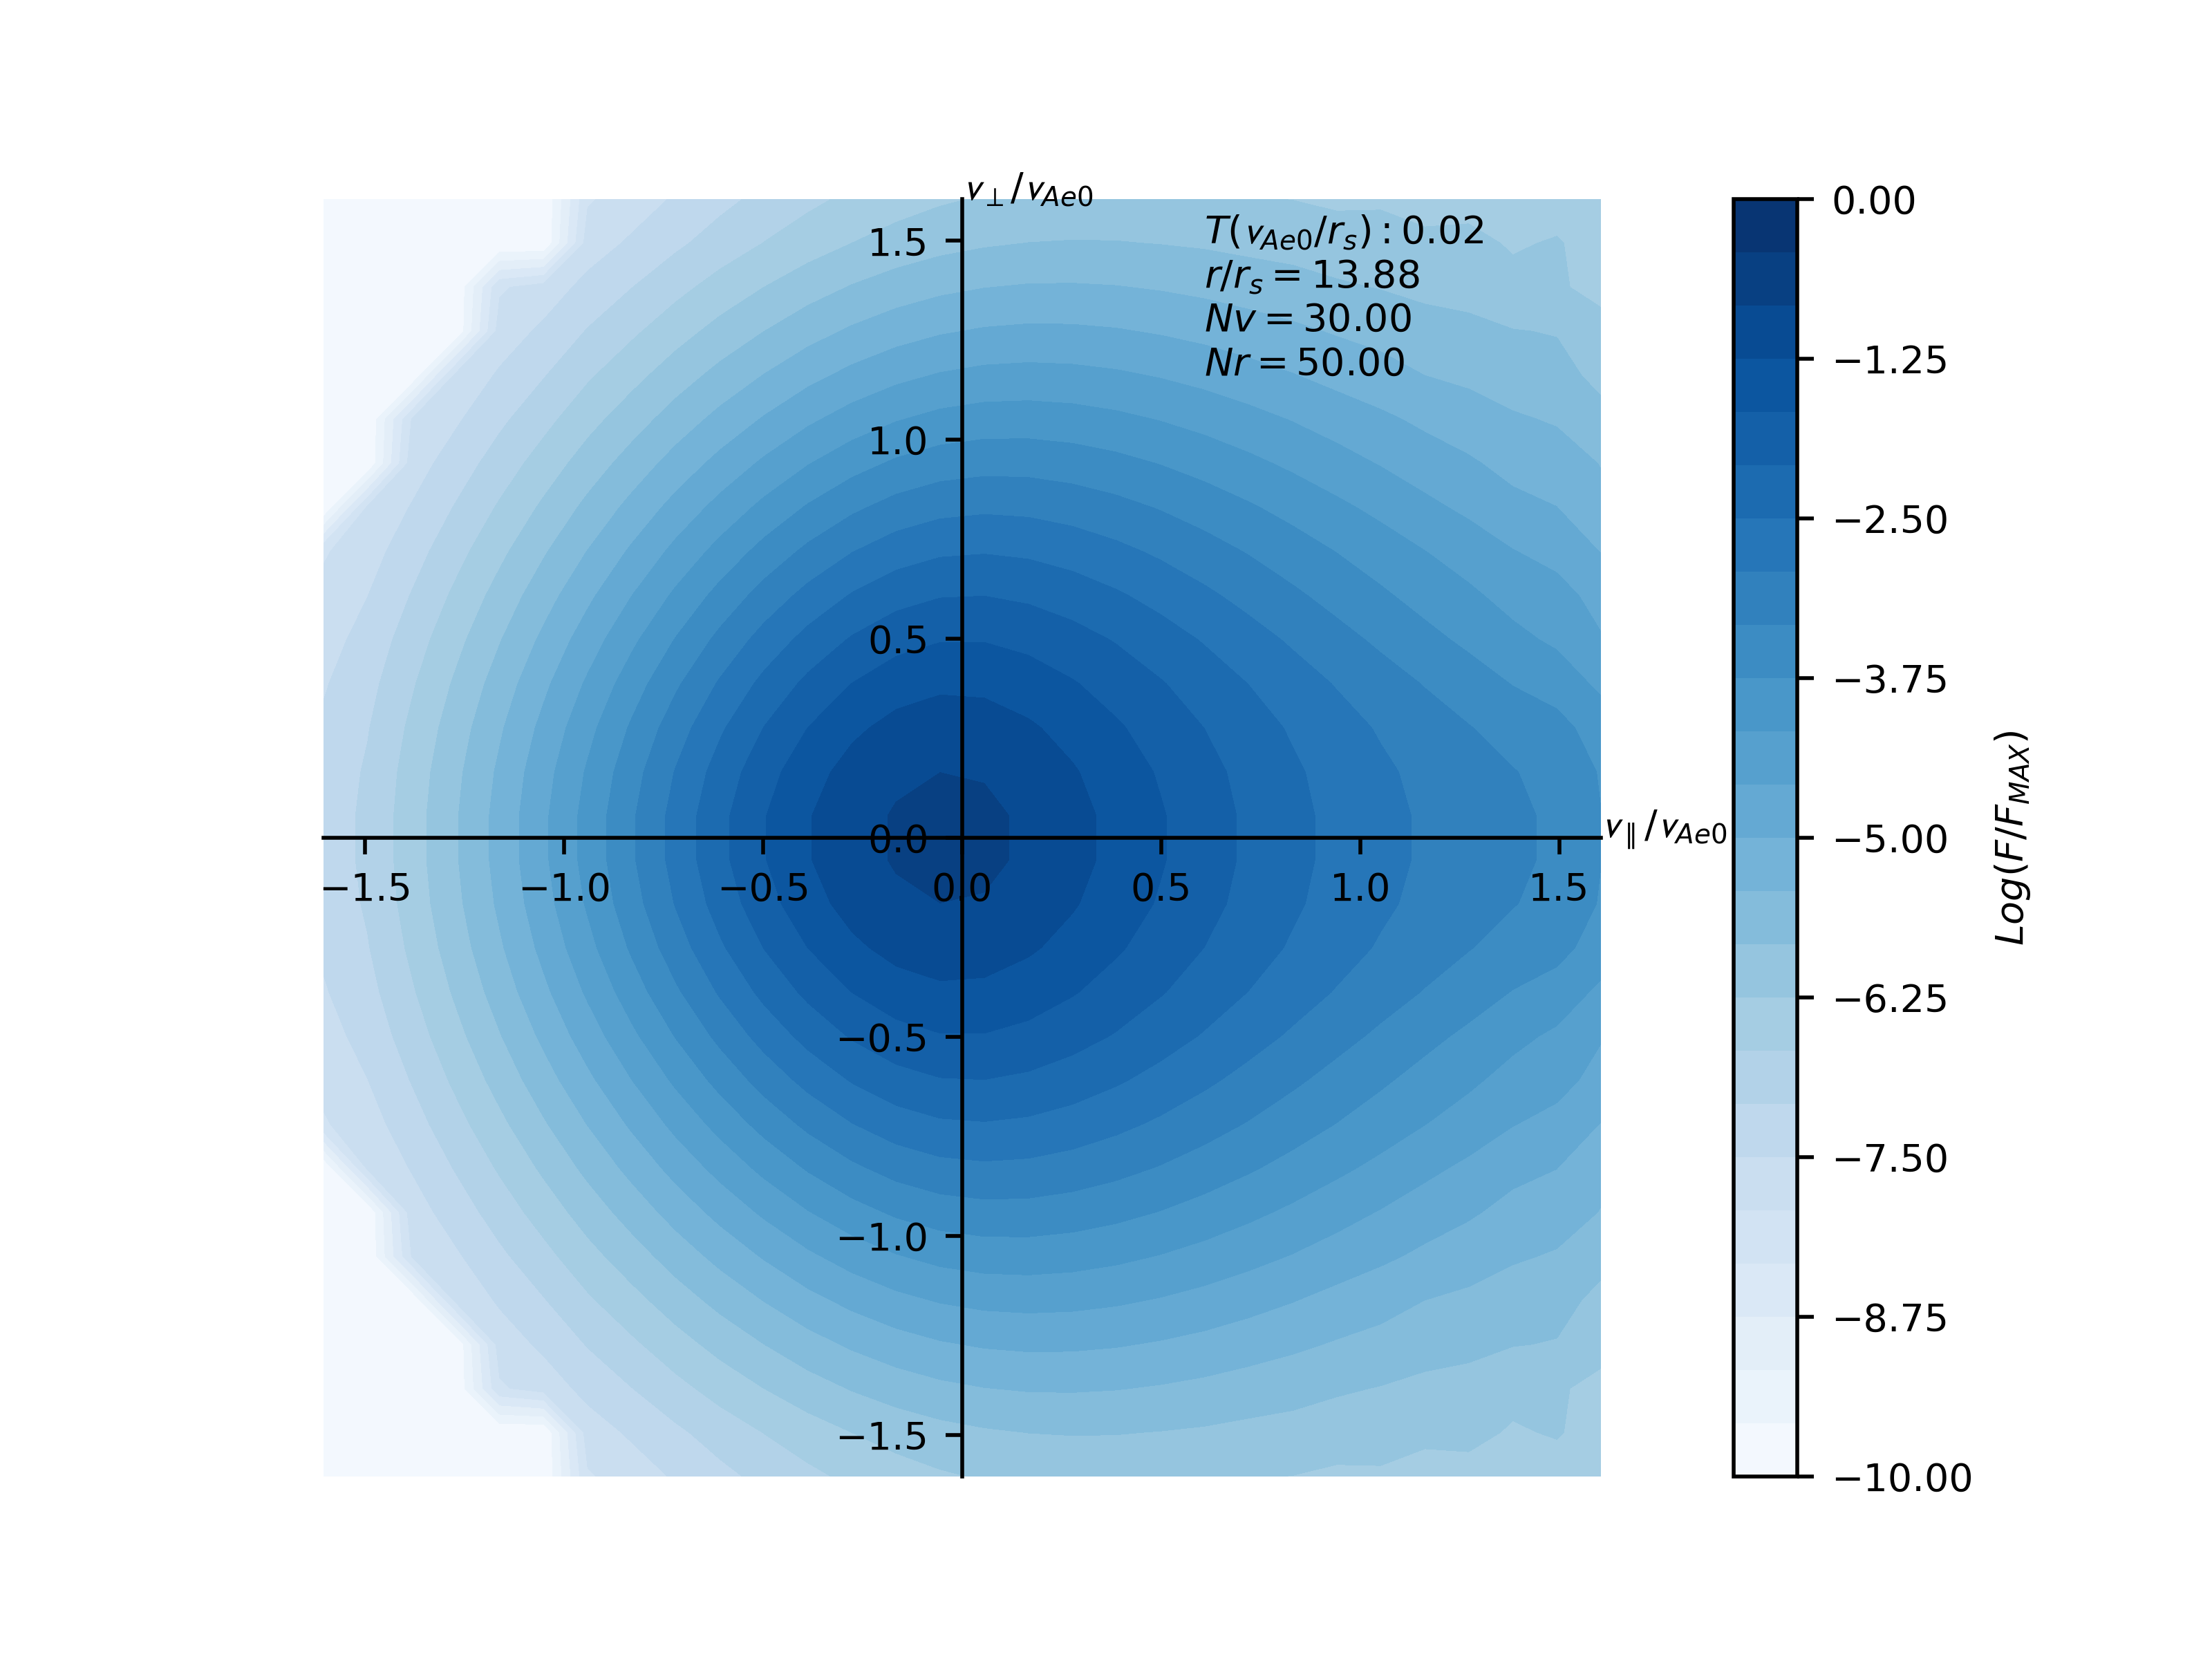 v⊥/vAe0
T(vAe0/rs) : 0.02
r/rs = 13.88
Nv = 30.00
Nr = 50.00
1.5
1.0
0.5
0.0
−0.5
−1.0
−1.5
−1.5 −1.0 −0.5 0.0 0.5 1.0 1.5
v∥/vAe0
0.00
−1.25
−2.50
−3.75
−5.00
−6.25
−7.50
−8.75
−10.00
Log(F/FMAX)